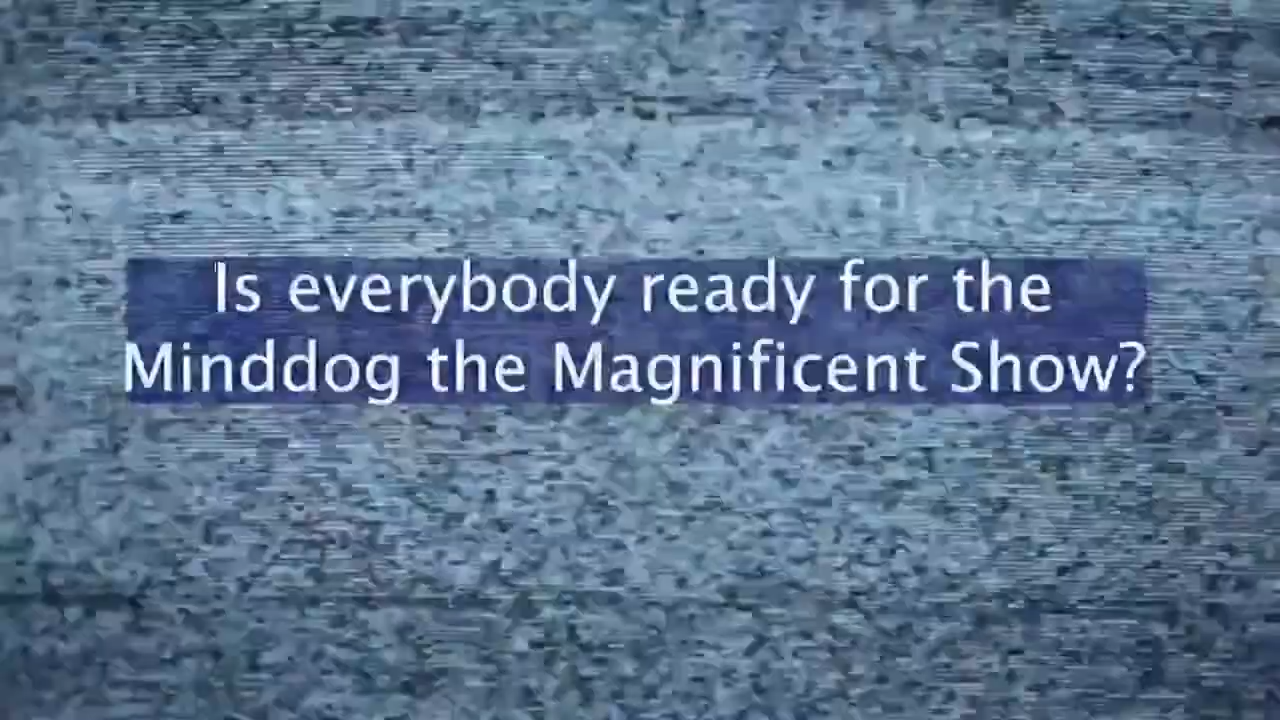 Is everybody ready for the
Minddog the Magnificent Show?